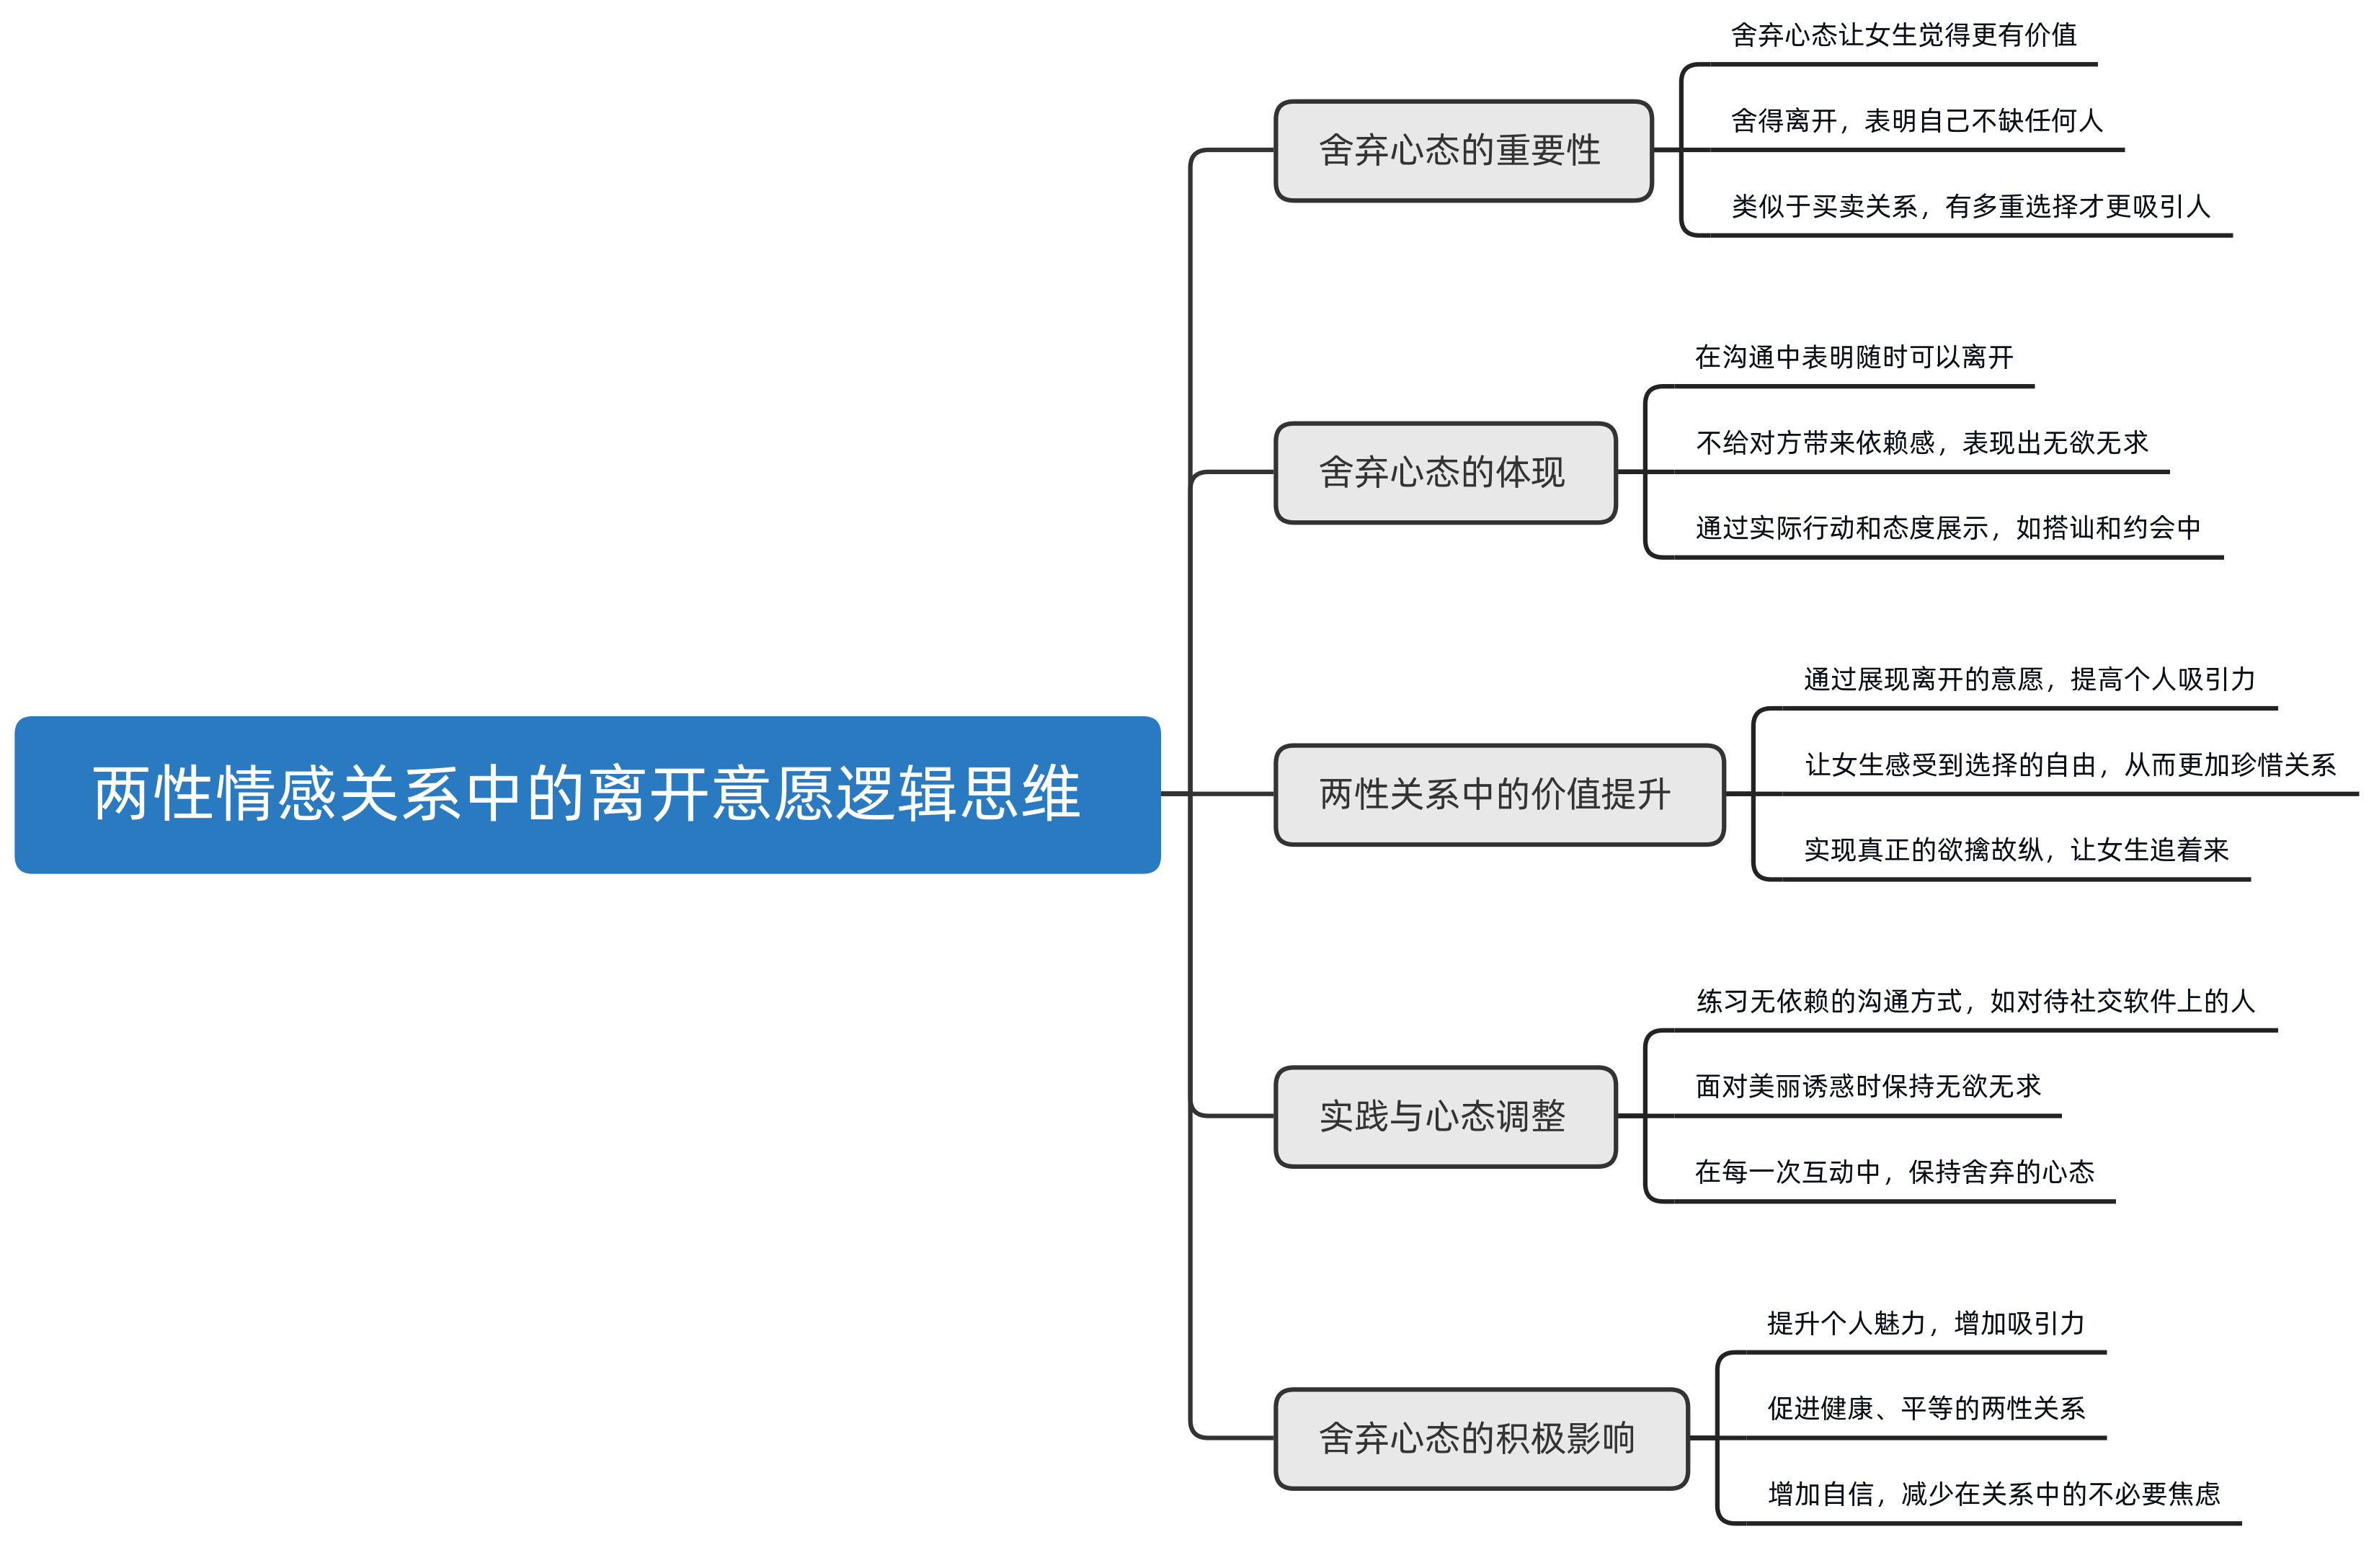 两性情感关系中的离开意愿逻辑思维
舍弃心态的重要性
舍弃心态让女生觉得更有价值
舍得离开，表明自己不缺任何人
类似于买卖关系，有多重选择才更吸引人
舍弃心态的体现
在沟通中表明随时可以离开
不给对方带来依赖感，表现出无欲无求
通过实际行动和态度展示，如搭讪和约会中
两性关系中的价值提升
通过展现离开的意愿，提高个人吸引力
让女生感受到选择的自由，从而更加珍惜关系
实现真正的欲擒故纵，让女生追着来
实践与心态调整
练习无依赖的沟通方式，如对待社交软件上的人
面对美丽诱惑时保持无欲无求
在每一次互动中，保持舍弃的心态
舍弃心态的积极影响
提升个人魅力，增加吸引力
促进健康、平等的两性关系
增加自信，减少在关系中的不必要焦虑